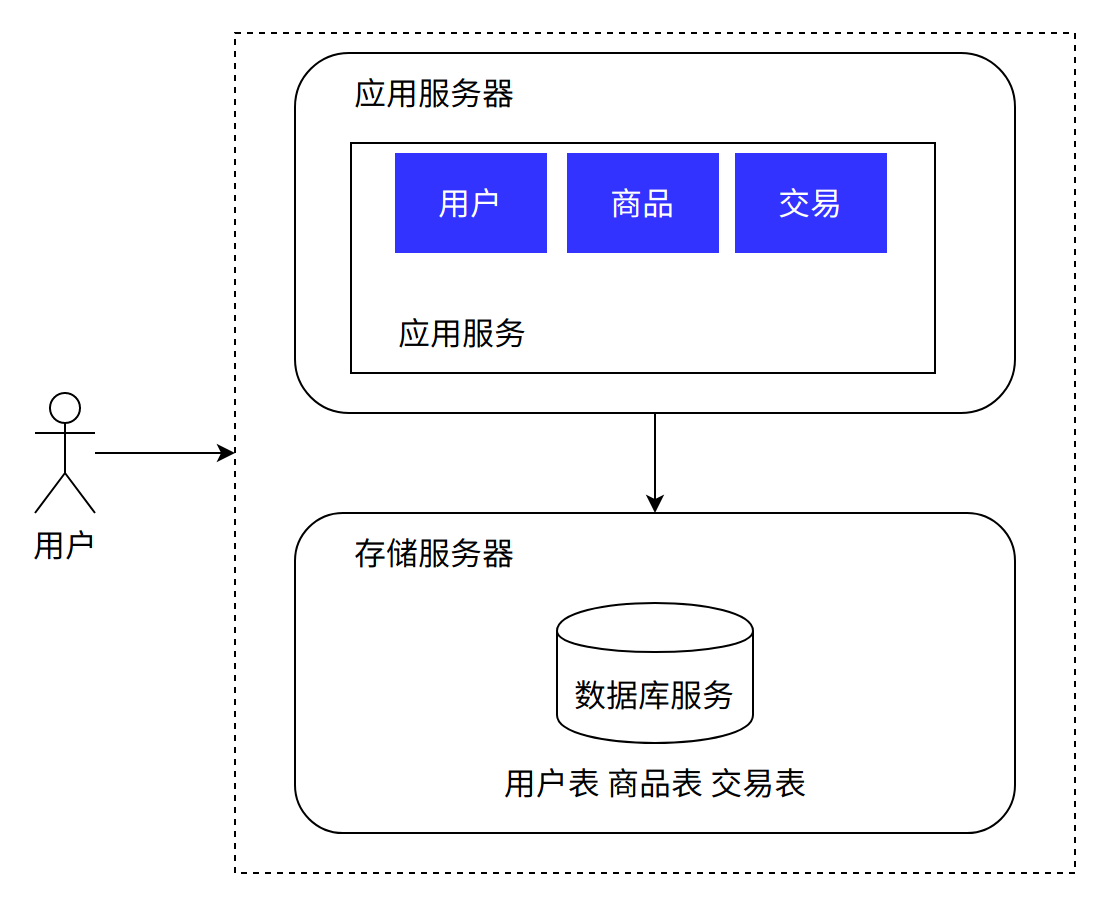 应用服务器
用户 商品 交易
应用服务
用户
存储服务器
数据库服务
用户表 商品表 交易表